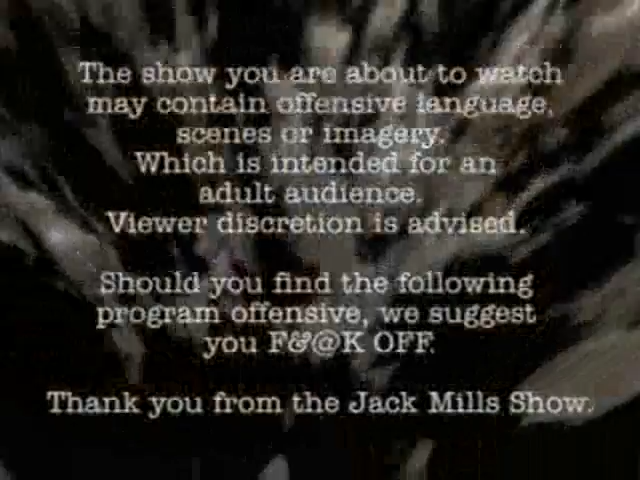 The show you are about to watch
may contain offensive language,
scenes or imagery.
Which is intended for an
adult audience.
Viewer discretion is advised.
Should you find the following
program offensive, we suggest
you F&@K OFF.
Thank you from the Jack Mills Show.